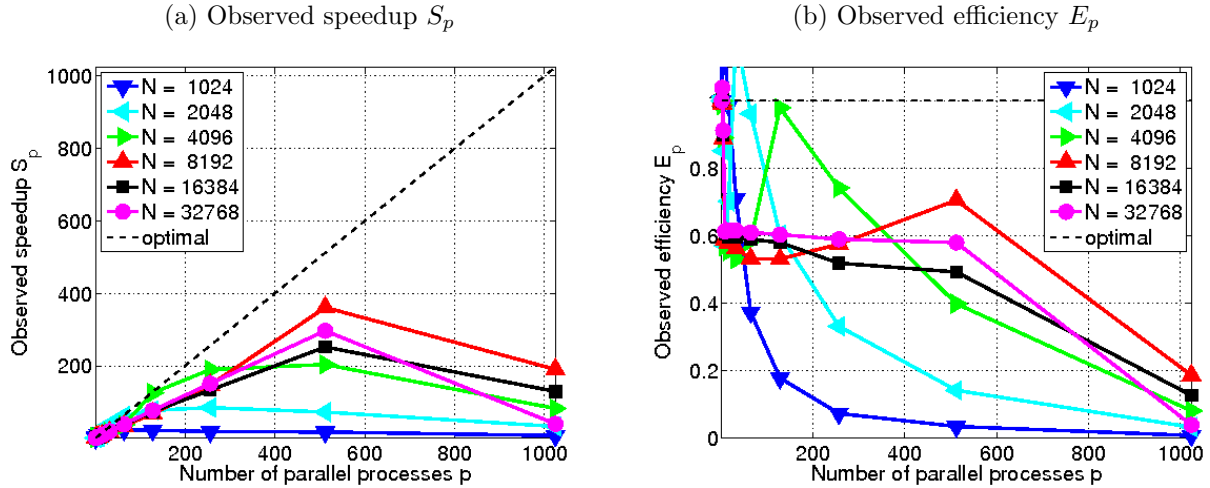 (a) Observed speedup S_p
(b) Observed efficiency E_p
1000
800
600
400
200
Observed speedup S_p
N = 1024
N = 2048
N = 4096
N = 8192
N = 16384
N = 32768
optimal
0
200
400
600
800
1000
Number of parallel processes p
0.8
0.6
0.4
0.2
0
Observed efficiency E_p
N = 1024
N = 2048
N = 4096
N = 8192
N = 16384
N = 32768
optimal
200
400
600
800
1000
Number of parallel processes p